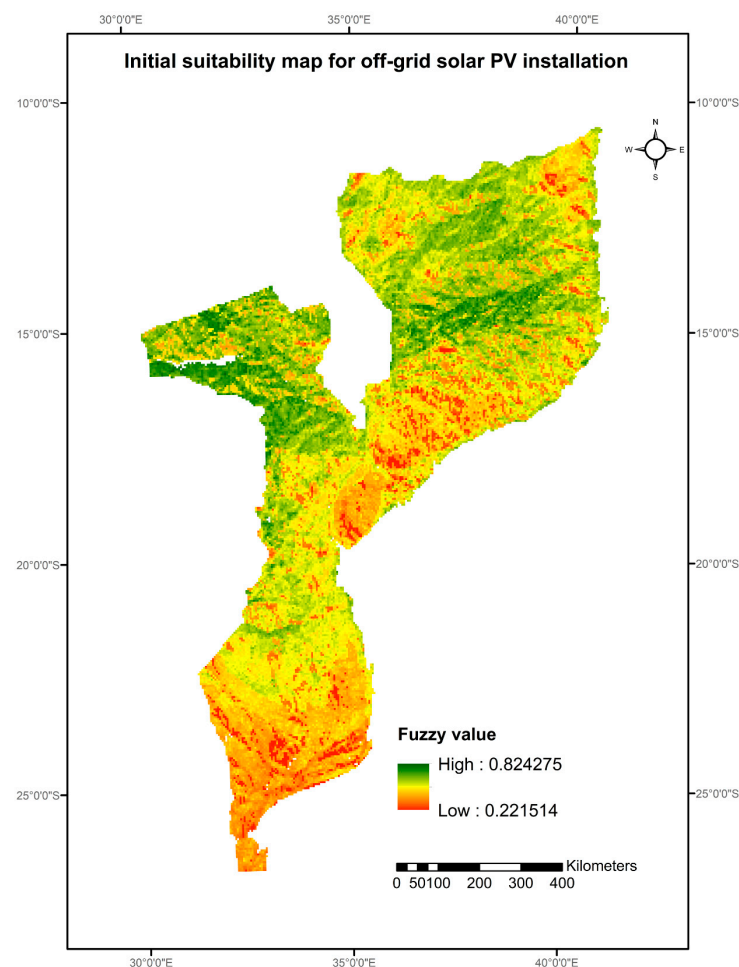 30°0'0"E 35°0'0"E 40°0'0"E
Initial suitability map for off-grid solar PV installation
10°0'0"S 10°0'0"S
N
W E
S
15°0'0"S 15°0'0"S
20°0'0"S 20°0'0"S
Fuzzy value
High : 0.824275
Low : 0.221514
25°0'0"S 25°0'0"S
Kilometers
0 50100 200 300 400
30°0'0"E 35°0'0"E 40°0'0"E